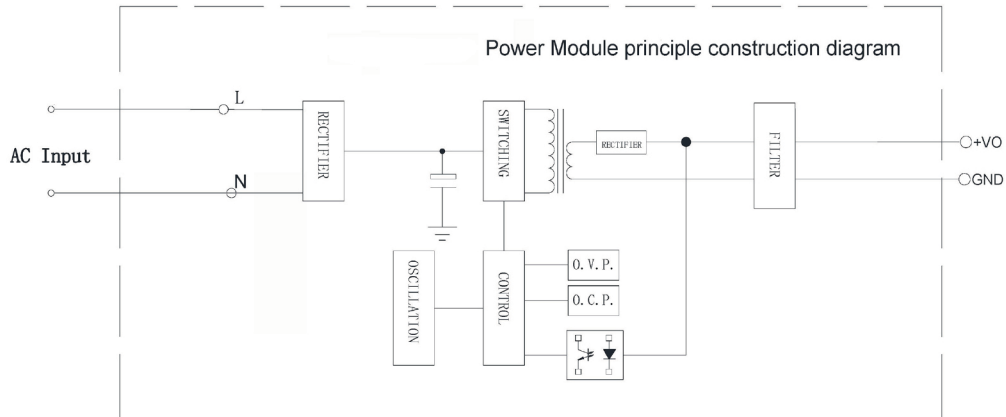 Power Module principle construction diagram
AC Input
L
N
RECTIFIER
SWITCHING
RECTIFIER
FILTER
+VO
GND
OSCILLATION
CONTROL
O.V.P.
O.C.P.